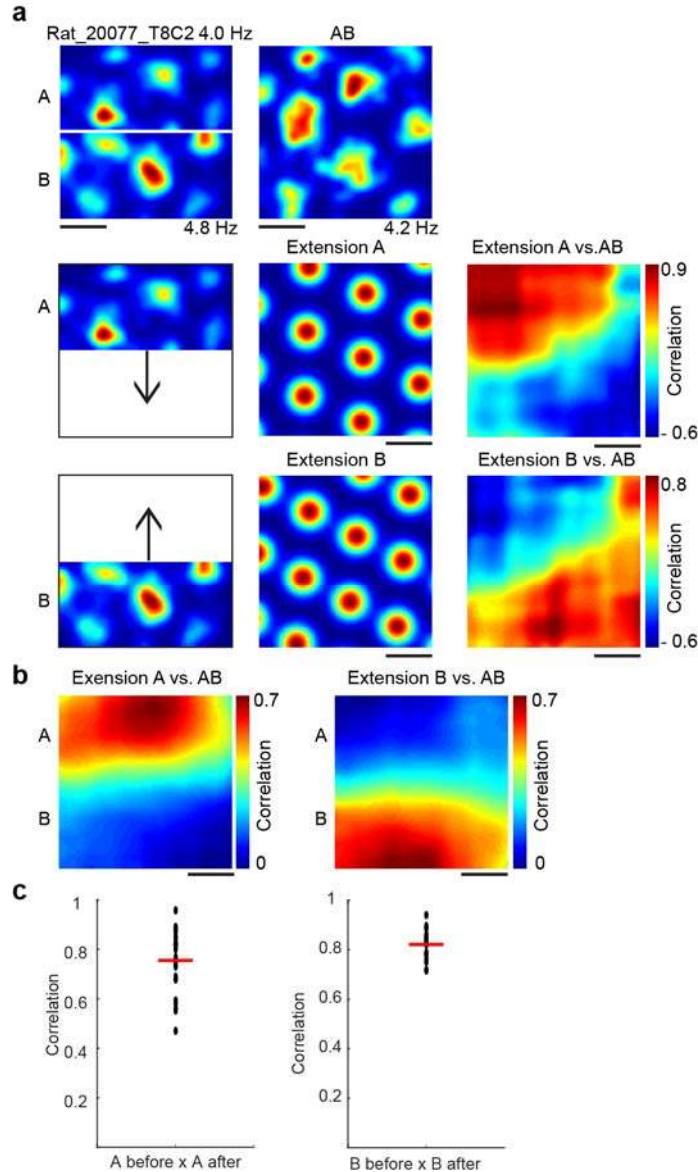 a
Rat_20077_T8C2 4.0 Hz
AB
A
B
4.8 Hz
4.2 Hz
Extension A
Extension A vs.AB
A
0.9
Correlation
- 0.6
Extension B
Extension B vs. AB
B
0.8
Correlation
- 0.6
b
Exension A vs. AB
Extension B vs. AB
A
B
0.7
Correlation
0
A
B
0.7
Correlation
0
c
1
0.8
0.6
0.4
0.2
Correlation
A before x A after
1
0.8
0.6
0.4
0.2
Correlation
B before x B after